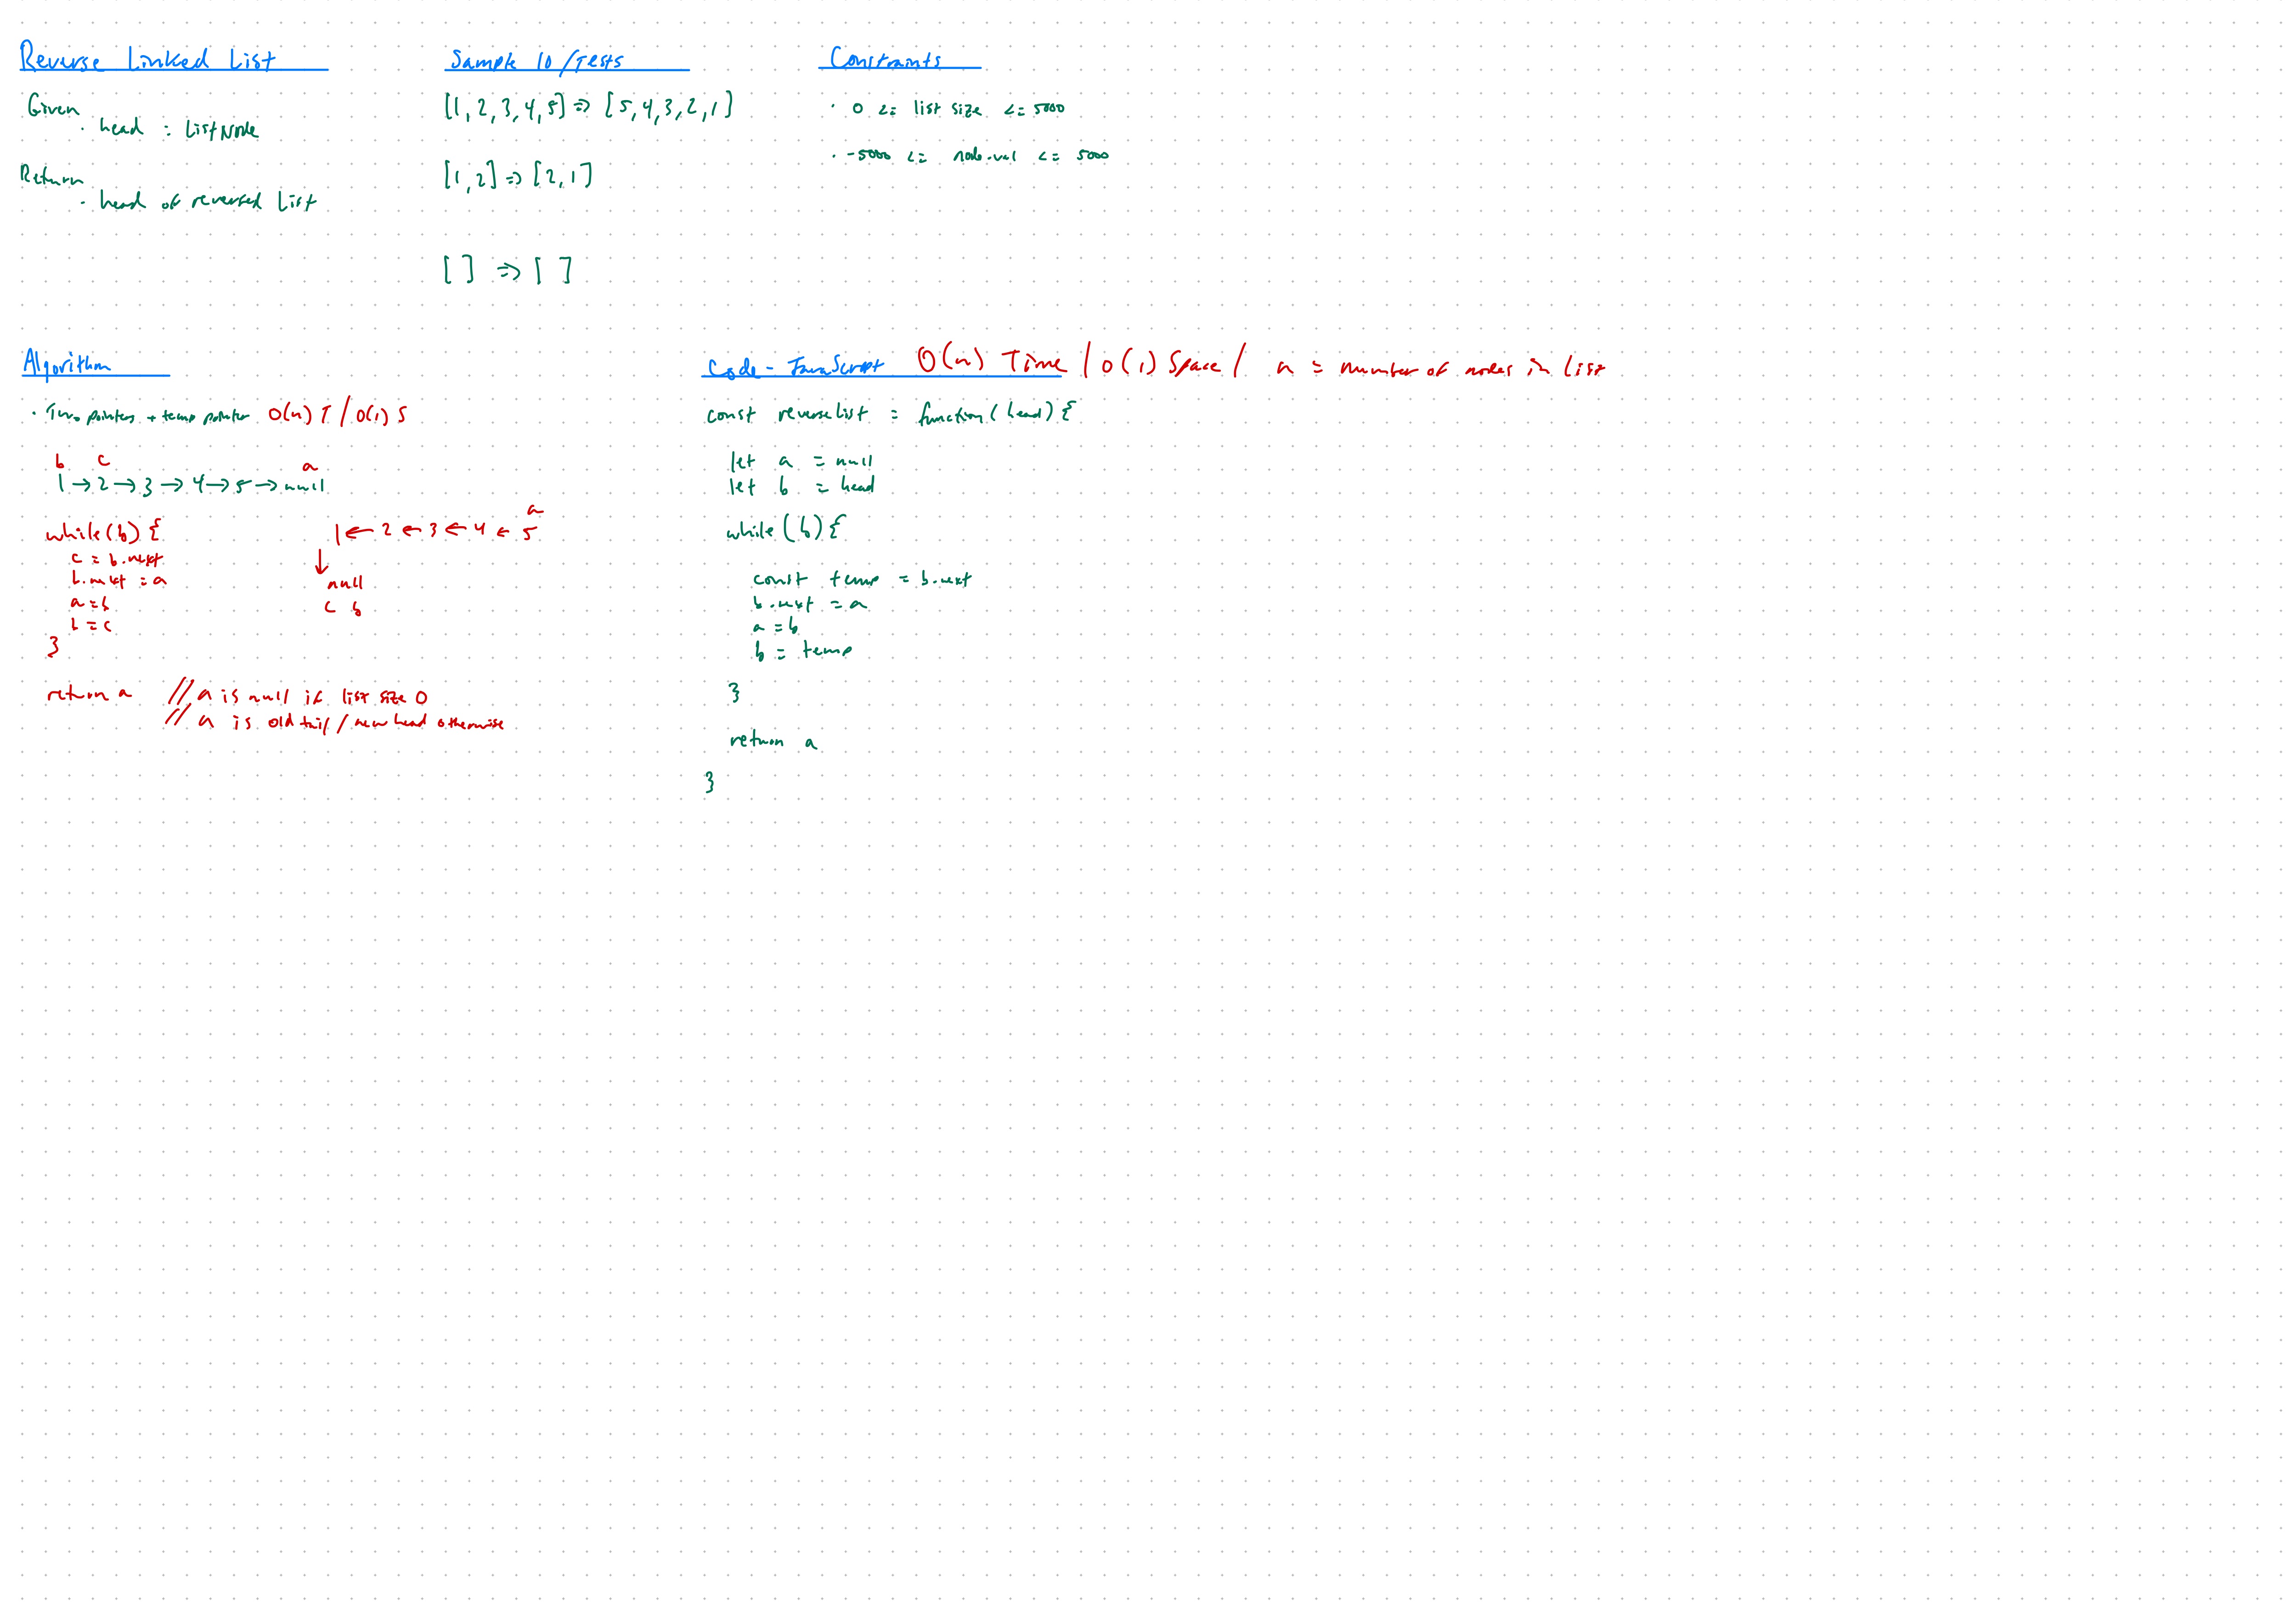 Reverse Linked List
Given
· head : ListNode
Return
· head of reversed List
Sample IO/Tests
[1, 2, 3, 4, 5] => [5, 4, 3, 2, 1]
[1, 2] => [2, 1]
[ ] => [ ]
Constraints
· 0 <= list size <= 5000
· -5000 <= node.val <= 5000
Algorithm
· Two pointers + temp pointer O(n) T / O(1) S
b c a
1 → 2 → 3 → 4 → 5 → null
while(b) {
c = b.next
b.next = a
a = b
b = c
}
a
1 ← 2 ← 3 ← 4 ← 5
↓
null
c b
return a // a is null if list size 0
// a is old tail / new head otherwise
Code - JavaScript O(n) Time / O(1) Space / n = number of nodes in list
const reverseList = function(head) {
let a = null
let b = head
while (b) {
const temp = b.next
b.next = a
a = b
b = temp
}
return a
}